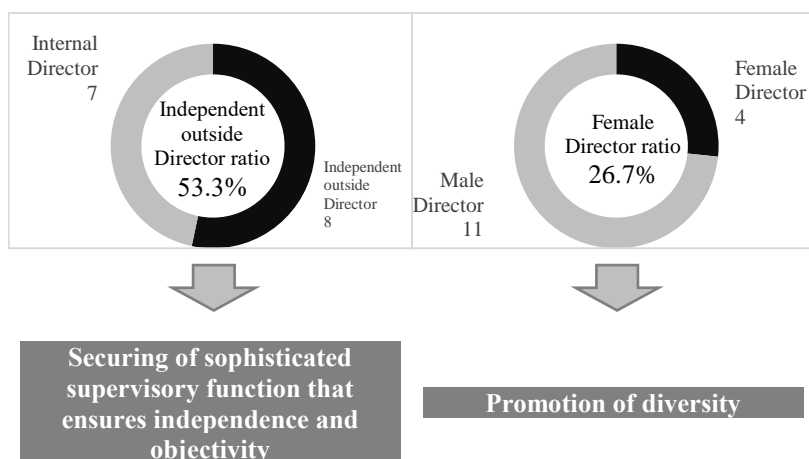 Internal
Director
7
Independent
outside
Director ratio
53.3%
Independent
outside
Director
8
Female
Director
4
Female
Director ratio
26.7%
Male
Director
11
Securing of sophisticated
supervisory function that
ensures independence and
objectivity
Promotion of diversity